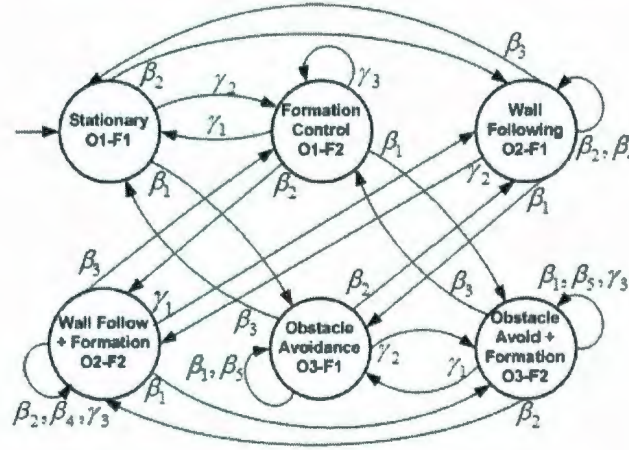 β₃
β₂
γ₂
γ₃
Stationary
O1-F1
Formation
Control
O1-F2
Wall
Following
O2-F1
γ₁
β₁
β₂, β
β₁
β₂
γ₂
β₁
β₃
γ₁
β₂
β₃
β₁, β₅, γ₃
Wall Follow
+ Formation
O2-F2
β₃
Obstacle
Avoidance
O3-F1
γ₂
Obstacle
Avoid +
Formation
O3-F2
γ₁
β₁, β₅
β₂, β₄, γ₃
β₁
β₂